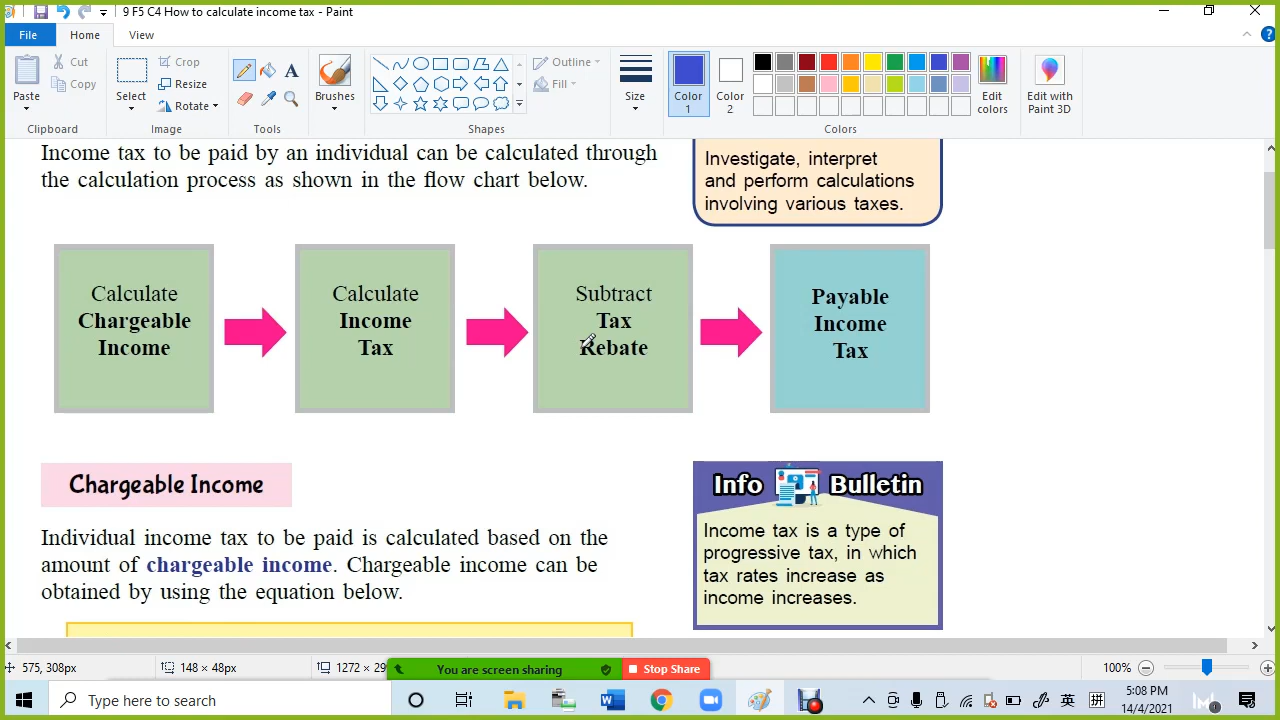 9 F5 C4 How to calculate income tax - Paint
File
Home
View
Paste
Cut
Copy
Clipboard
Select
Crop
Resize
Rotate
Image
Tools
Brushes
Shapes
Outline
Fill
Size
Color
1
Color
2
Edit
colors
Edit with
Paint 3D
Colors
Income tax to be paid by an individual can be calculated through
the calculation process as shown in the flow chart below.
Investigate, interpret
and perform calculations
involving various taxes.
Calculate
Chargeable
Income
Calculate
Income
Tax
Subtract
Tax
Rebate
Payable
Income
Tax
Chargeable Income
Individual income tax to be paid is calculated based on the
amount of chargeable income. Chargeable income can be
obtained by using the equation below.
Info Bulletin
Income tax is a type of
progressive tax, in which
tax rates increase as
income increases.
575, 308px
148 × 48px
1272 × 29
You are screen sharing
Stop Share
100%
Type here to search
英
拼
5:08 PM
14/4/2021